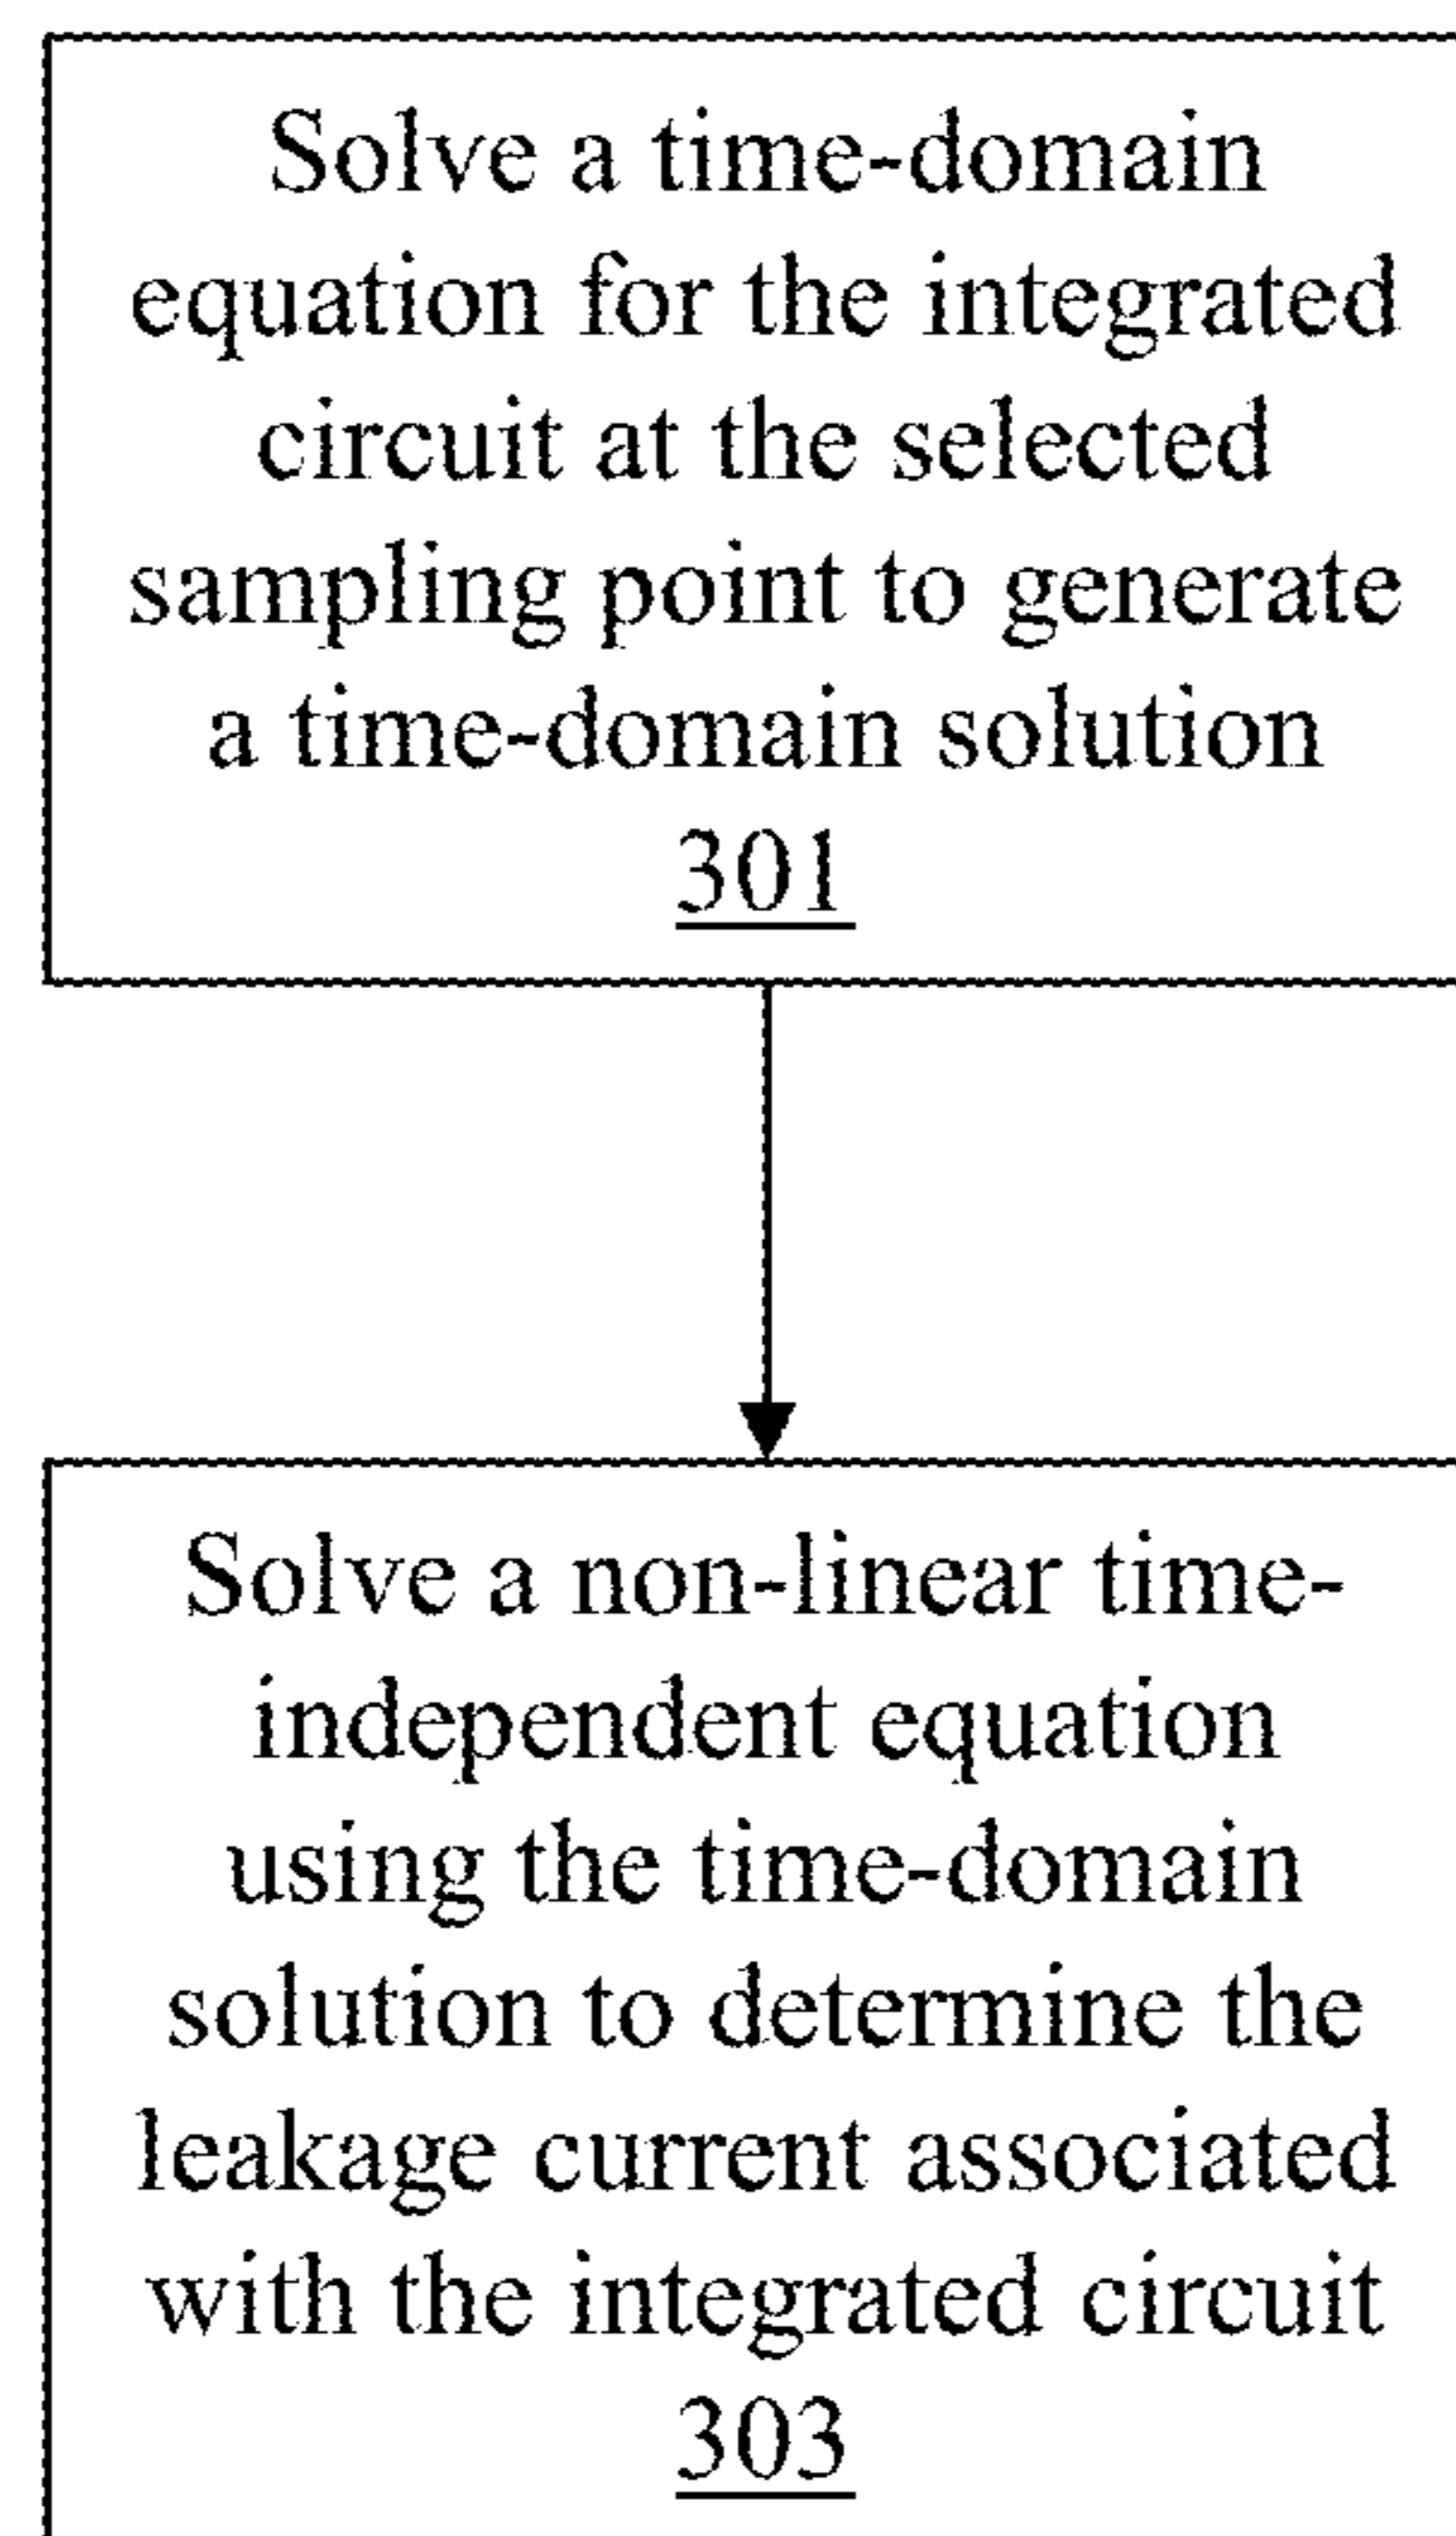 Solve a time-domain
equation for the integrated
circuit at the selected
sampling point to generate
a time-domain solution
301
Solve a non-linear time-
independent equation
using the time-domain
solution to determine the
leakage current associated
with the integrated circuit
303